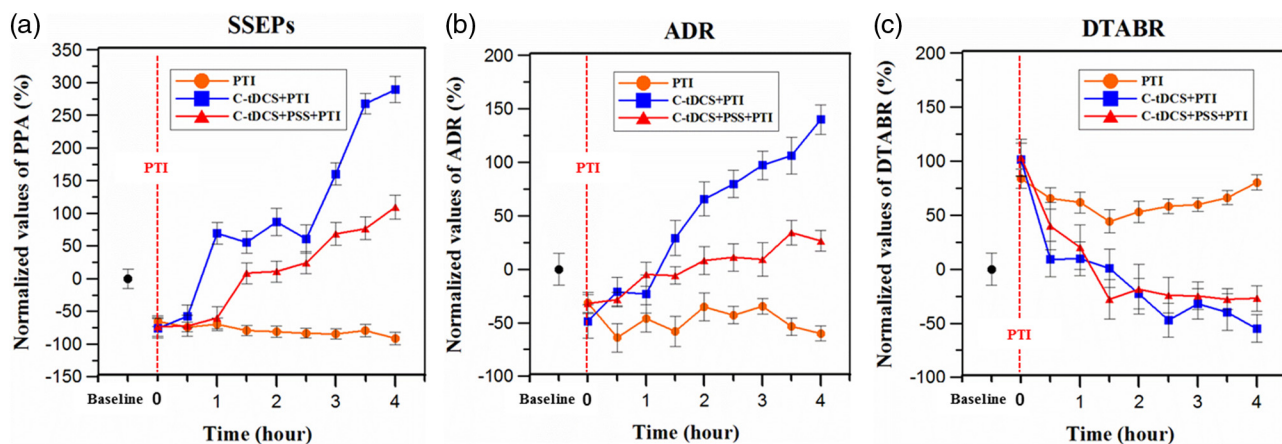 (a)
SSEPs
Normalized values of PPA (%)
350
300
250
200
150
100
50
0
-50
-100
-150
PTI
C-tDCS+PTI
C-tDCS+PSS+PTI
PTI
Baseline
0
1
2
3
4
Time (hour)
(b)
ADR
Normalized values of ADR (%)
200
150
100
50
0
-50
-100
PTI
C-tDCS+PTI
C-tDCS+PSS+PTI
PTI
Baseline
0
1
2
3
4
Time (hour)
(c)
DTABR
Normalized values of DTABR (%)
200
150
100
50
0
-50
-100
PTI
C-tDCS+PTI
C-tDCS+PSS+PTI
PTI
Baseline
0
1
2
3
4
Time (hour)